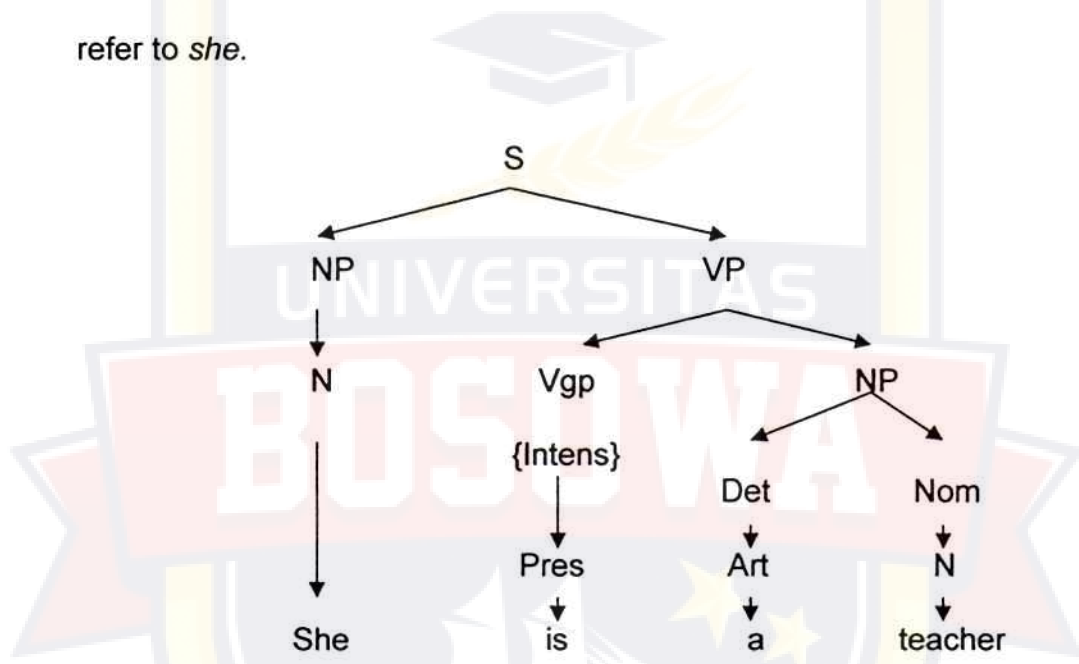 refer to she.
S
NP VP
UNIVERSITAS
N Vgp NP
BOSOWA
{Intens}
Det Nom
Pres Art N
She is a teacher